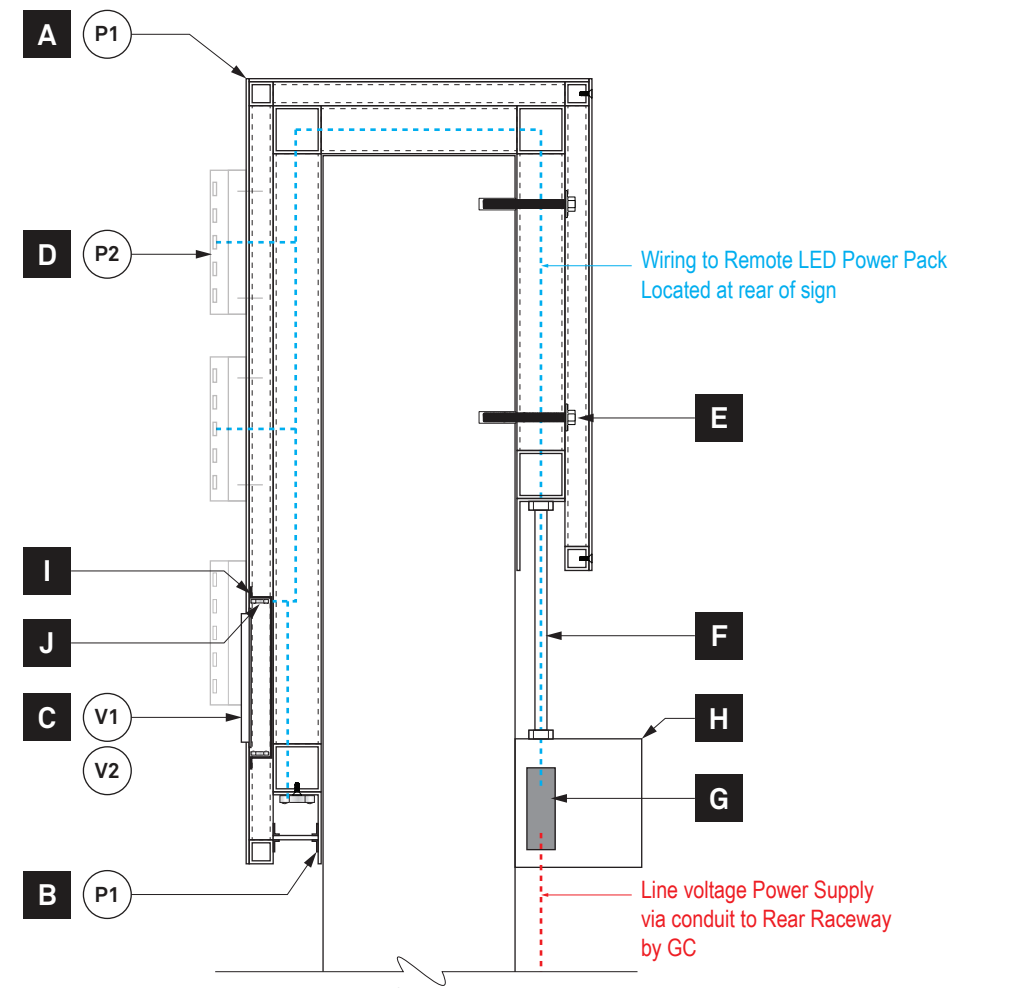 A P1
D P2
Wiring to Remote LED Power Pack
Located at rear of sign
E
I
J
F
C V1
V2
H
G
B P1
Line voltage Power Supply
via conduit to Rear Raceway
by GC